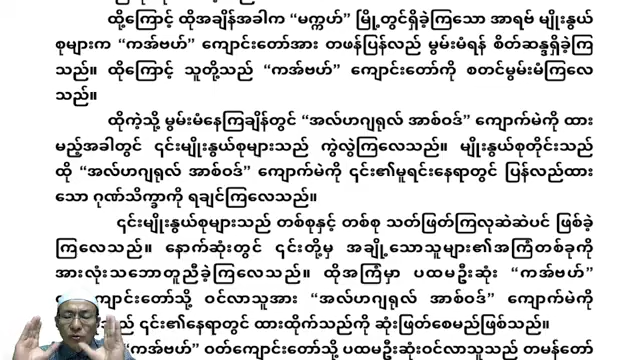 ထို့ကြောင့် ထိုအချိန်အခါက “မက္ကဟ်” မြို့တွင်ရှိခဲ့ကြသော အာရဗ် မျိုးနွယ်
စုများက “ကအ်ဗဟ်” ကျောင်းတော်အား တဖန်ပြန်လည် မွမ်းမံရန် စိတ်ဆန္ဒရှိခဲ့ကြ
သည်။ ထိုကြောင့် သူတို့သည် “ကအ်ဗဟ်” ကျောင်းတော်ကို စတင်မွမ်းမံကြလေ
သည်။
ထိုကဲ့သို့ မွမ်းမံနေကြချိန်တွင် “အလ်ဟဂျရုလ် အာစ်ဝဒ်” ကျောက်မဲကို ထား
မည့်အခါတွင် ၎င်းမျိုးနွယ်စုများသည် ကွဲလွဲကြလေသည်။ မျိုးနွယ်စုတိုင်းသည်
ထို “အလ်ဟဂျရုလ် အာစ်ဝဒ်” ကျောက်မဲကို ၎င်း၏မူရင်းနေရာတွင် ပြန်လည်ထား
သော ဂုဏ်သိက္ခာကို ရချင်ကြလေသည်။
၎င်းမျိုးနွယ်စုများသည် တစ်စုနှင့် တစ်စု သတ်ဖြတ်ကြလုဆဲဆဲပင် ဖြစ်ခဲ့
ကြလေသည်။ နောက်ဆုံးတွင် ၎င်းတို့မှ အချို့သောသူများ၏အကြံတစ်ခုကို
အားလုံးသဘောတူညီခဲ့ကြလေသည်။ ထိုအကြံမှာ ပထမဦးဆုံး “ကအ်ဗဟ်”
ကျောင်းတော်သို့ ဝင်လာသူအား “အလ်ဟဂျရုလ် အာစ်ဝဒ်” ကျောက်မဲကို
၎င်း၏နေရာတွင် ထားထိုက်သည်ကို ဆုံးဖြတ်စေမည်ဖြစ်သည်။
“ကအ်ဗဟ်” ဝတ်ကျောင်းတော်သို့ ပထမဦးဆုံးဝင်လာသူသည် တမန်တော်